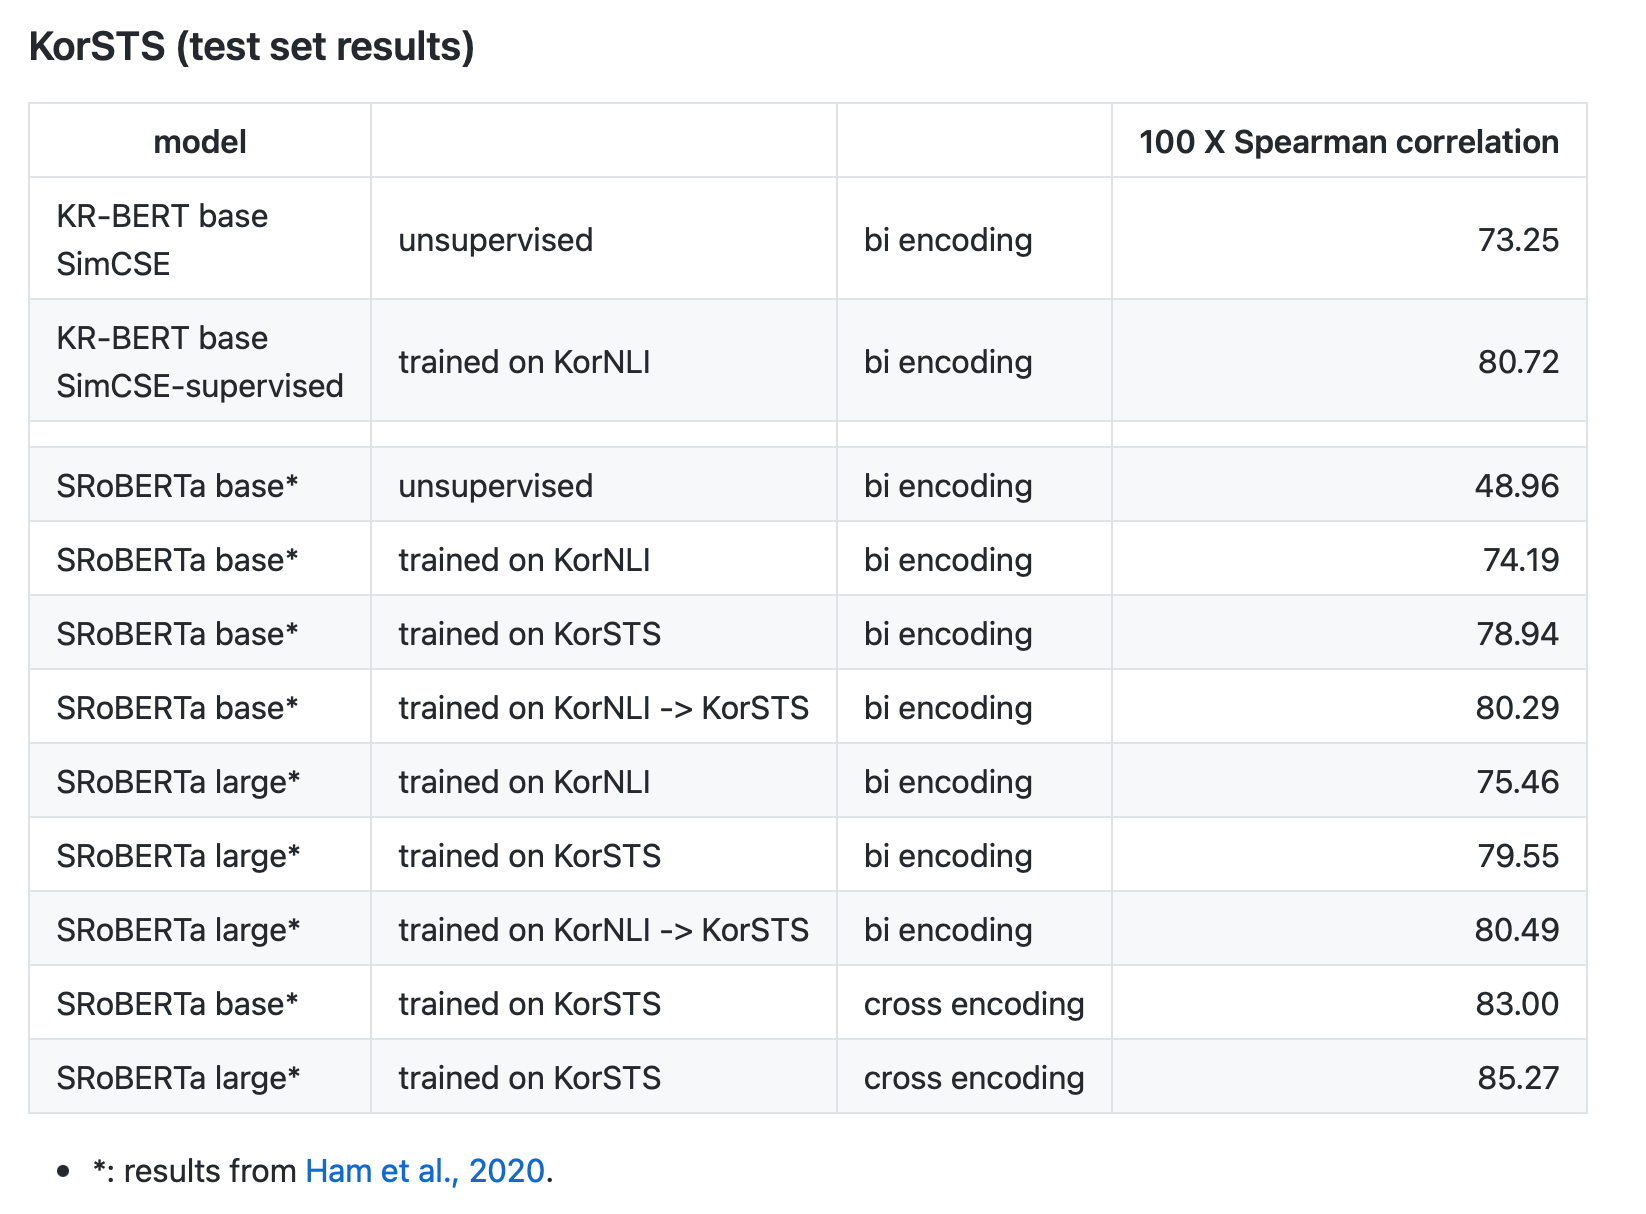 KorSTS (test set results)
model 100 X Spearman correlation
KR-BERT base
SimCSE unsupervised bi encoding 73.25
KR-BERT base
SimCSE-supervised trained on KorNLI bi encoding 80.72
SRoBERTa base* unsupervised bi encoding 48.96
SRoBERTa base* trained on KorNLI bi encoding 74.19
SRoBERTa base* trained on KorSTS bi encoding 78.94
SRoBERTa base* trained on KorNLI -> KorSTS bi encoding 80.29
SRoBERTa large* trained on KorNLI bi encoding 75.46
SRoBERTa large* trained on KorSTS bi encoding 79.55
SRoBERTa large* trained on KorNLI -> KorSTS bi encoding 80.49
SRoBERTa base* trained on KorSTS cross encoding 83.00
SRoBERTa large* trained on KorSTS cross encoding 85.27
• *: results from Ham et al., 2020.